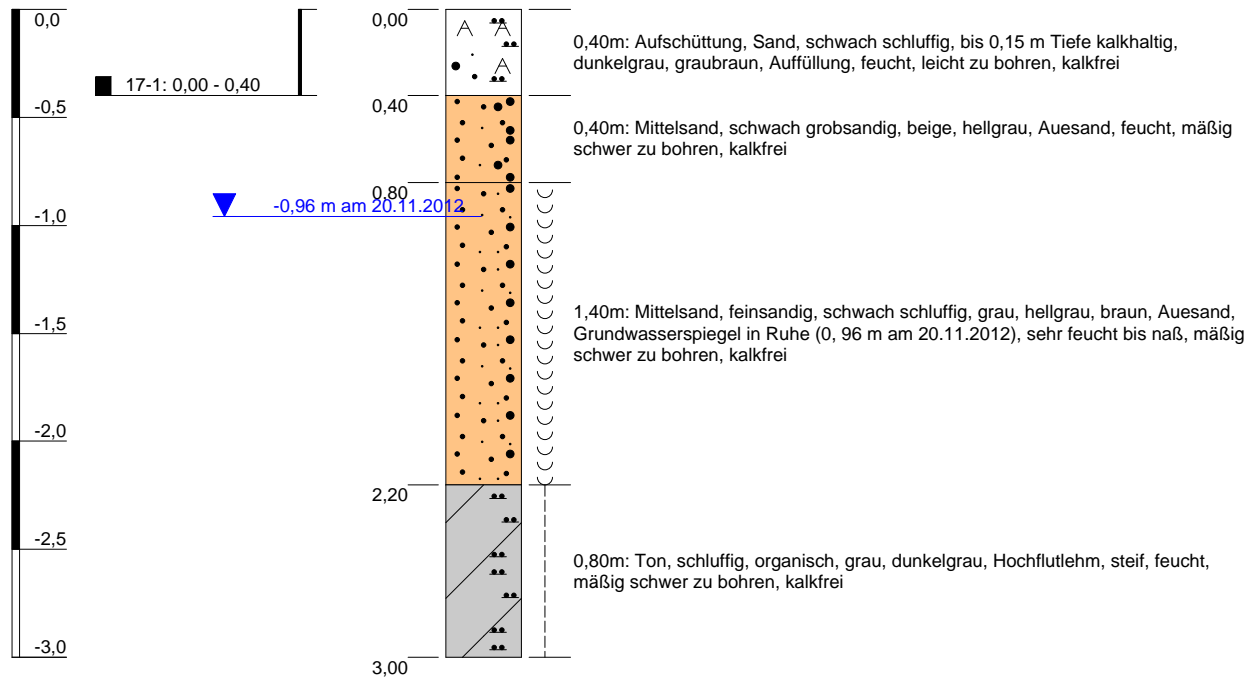 0,0
0,00
0,40m: Aufschüttung, Sand, schwach schluffig, bis 0,15 m Tiefe kalkhaltig,
dunkelgrau, graubraun, Auffüllung, feucht, leicht zu bohren, kalkfrei
17-1: 0,00 - 0,40
-0,5
0,40
0,40m: Mittelsand, schwach grobsandig, beige, hellgrau, Auesand, feucht, mäßig
schwer zu bohren, kalkfrei
0,80
-0,96 m am 20.11.2012
-1,0
1,40m: Mittelsand, feinsandig, schwach schluffig, grau, hellgrau, braun, Auesand,
Grundwasserspiegel in Ruhe (0, 96 m am 20.11.2012), sehr feucht bis naß, mäßig
schwer zu bohren, kalkfrei
-1,5
-2,0
2,20
-2,5
0,80m: Ton, schluffig, organisch, grau, dunkelgrau, Hochflutlehm, steif, feucht,
mäßig schwer zu bohren, kalkfrei
-3,0
3,00